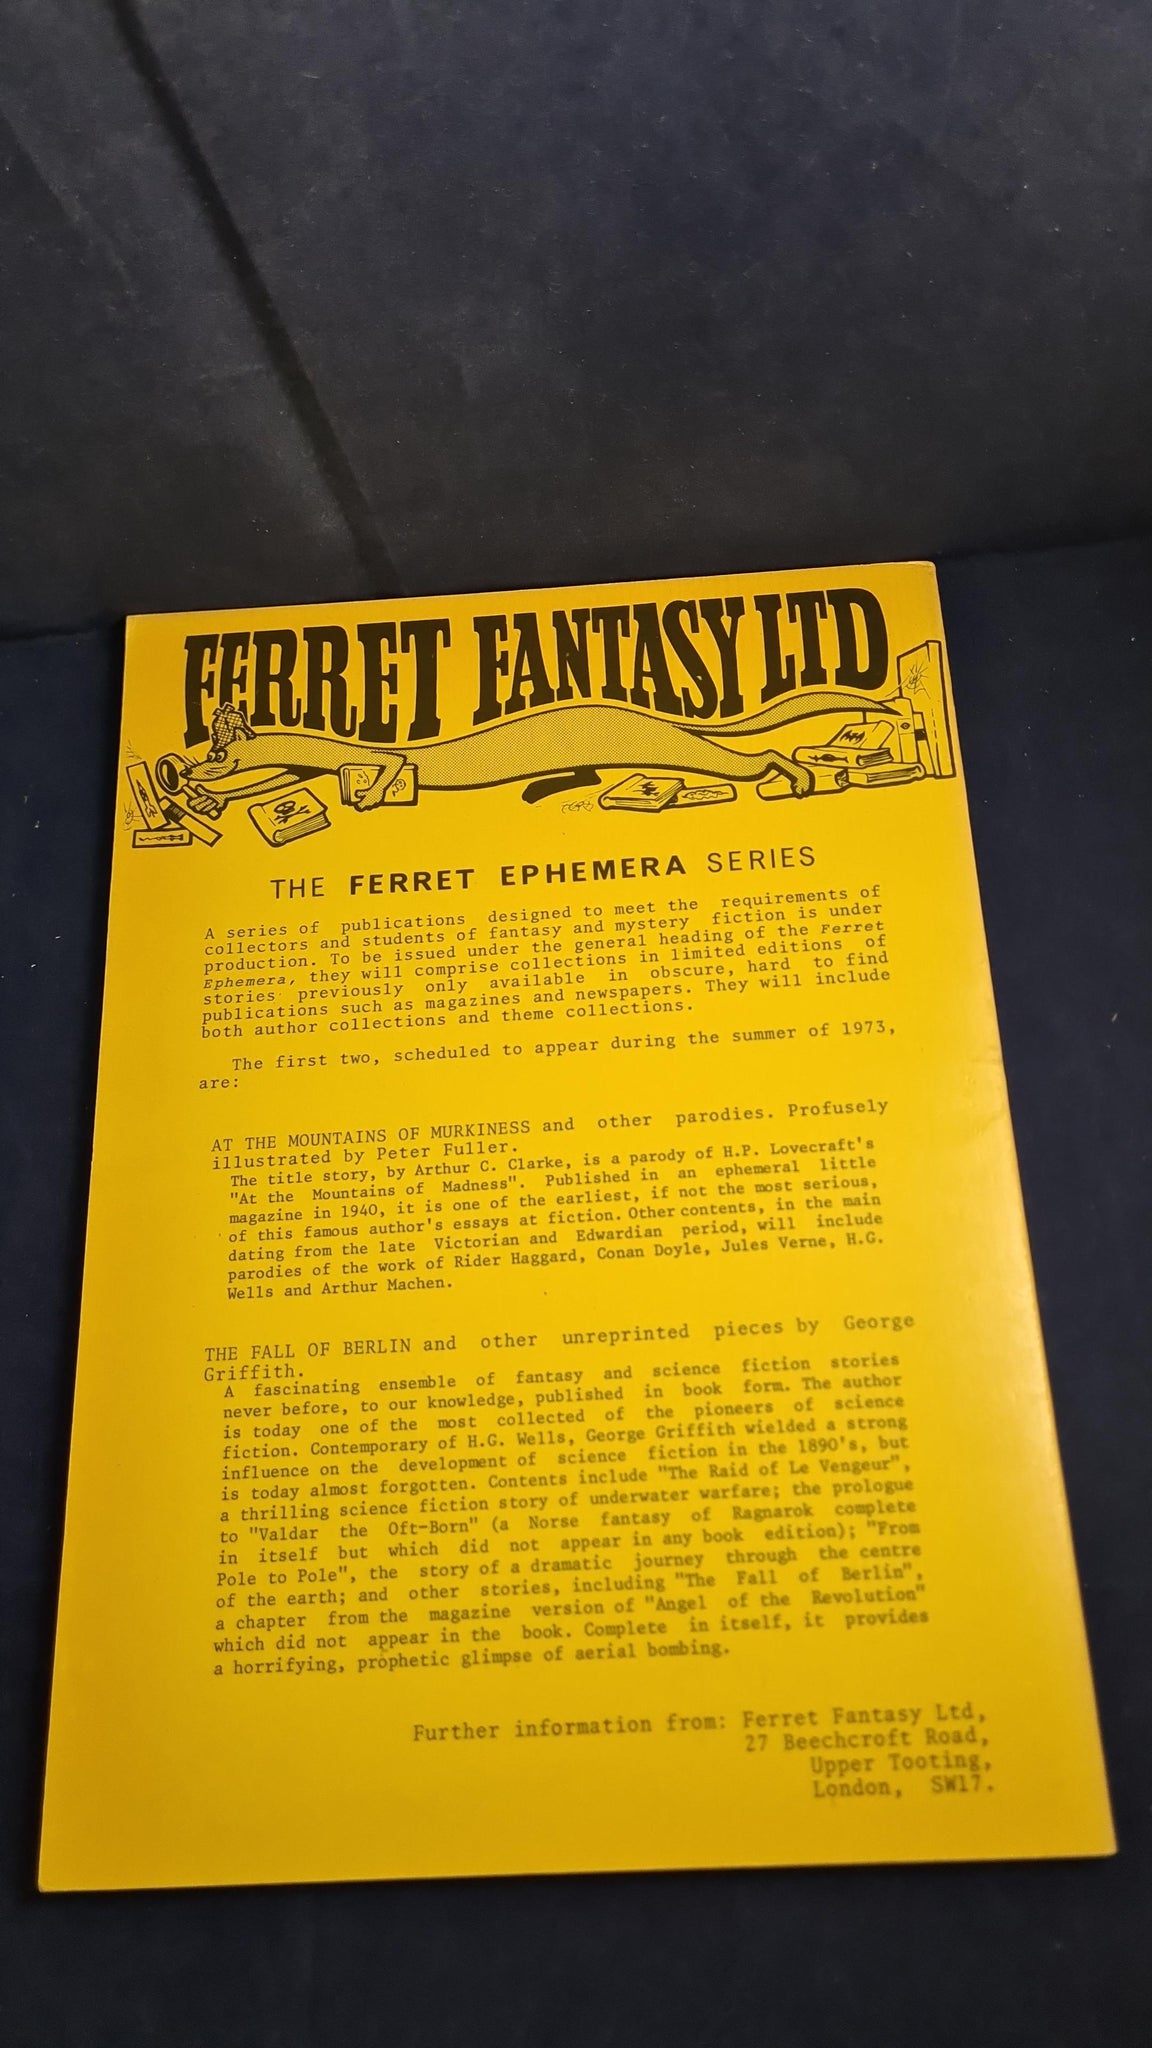 FERRET FANTASY LTD
THE FERRET EPHEMERA SERIES
A series of publications designed to meet the requirements of
collectors and students of fantasy and mystery fiction is under
production. To be issued under the general heading of the Ferret
Ephemera, they will comprise collections in limited editions of
stories previously only available in obscure, hard to find
publications such as magazines and newspapers. They will include
both author collections and theme collections.
The first two, scheduled to appear during the summer of 1973,
are:
AT THE MOUNTAINS OF MURKINESS and other parodies. Profusely
illustrated by Peter Fuller.
The title story, by Arthur C. Clarke, is a parody of H.P. Lovecraft's
"At the Mountains of Madness". Published in an ephemeral little
magazine in 1940, it is one of the earliest, if not the most serious,
of this famous author's essays at fiction. Other contents, in the main
dating from the late Victorian and Edwardian period, will include
parodies of the work of Rider Haggard, Conan Doyle, Jules Verne, H.G.
Wells and Arthur Machen.
THE FALL OF BERLIN and other unreprinted pieces by George
Griffith.
A fascinating ensemble of fantasy and science fiction stories
never before, to our knowledge, published in book form. The author
is today one of the most collected of the pioneers of science
fiction. Contemporary of H.G. Wells, George Griffith wielded a strong
influence on the development of science fiction in the 1890's, but
is today almost forgotten. Contents include "The Raid of Le Vengeur",
a thrilling science fiction story of underwater warfare; the prologue
to "Valdar the Oft-Born" (a Norse fantasy of Ragnarok complete
in itself but which did not appear in any book edition); "From
Pole to Pole", the story of a dramatic journey through the centre
of the earth; and other stories, including "The Fall of Berlin",
a chapter from the magazine version of "Angel of the Revolution"
which did not appear in the book. Complete in itself, it provides
a horrifying, prophetic glimpse of aerial bombing.
Further information from: Ferret Fantasy Ltd,
27 Beechcroft Road,
Upper Tooting,
London, SW17.